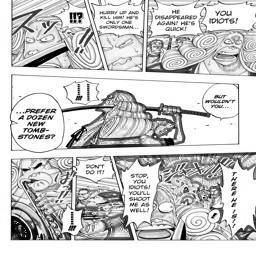 YOU
IDIOTS!
HE
DISAPPEARED
AGAIN! HE'S
QUICK!
HURRY UP AND
KILL HIM! HE'S
ONLY ONE
SWORDSMAN...
!!?
BUT
WOULDN'T
YOU...
...PREFER
A DOZEN
NEW
TOMB-
STONES?
THERE HE IS!!
STOP,
YOU IDIOTS!
YOU'LL
SHOOT ME
AS WELL!
DON'T
DO IT!